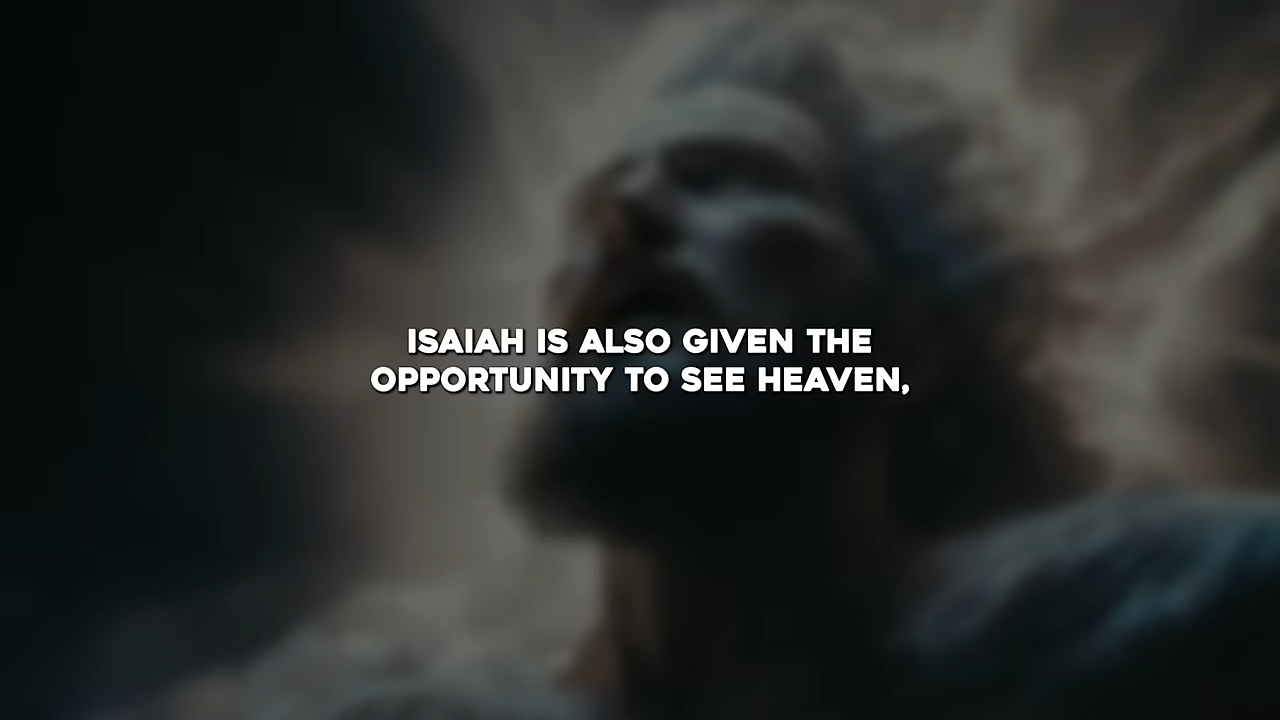 ISAIAH IS ALSO GIVEN THE
OPPORTUNITY TO SEE HEAVEN,